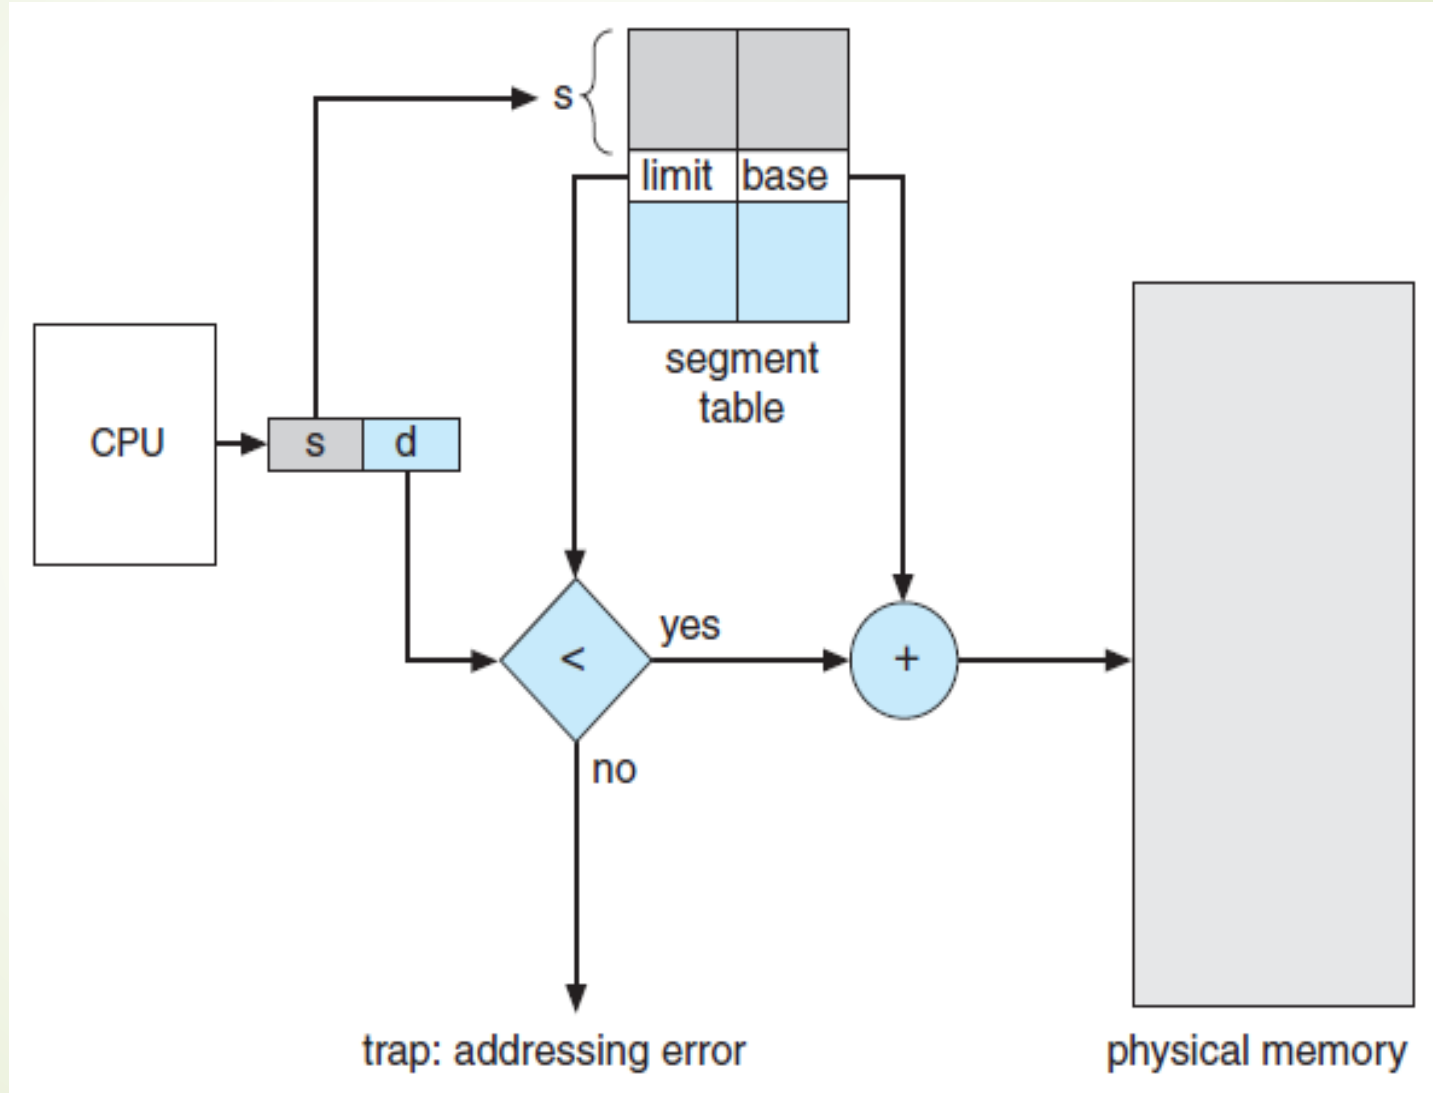 s
limit base
segment
table
CPU
s d
<
yes
+
no
trap: addressing error
physical memory